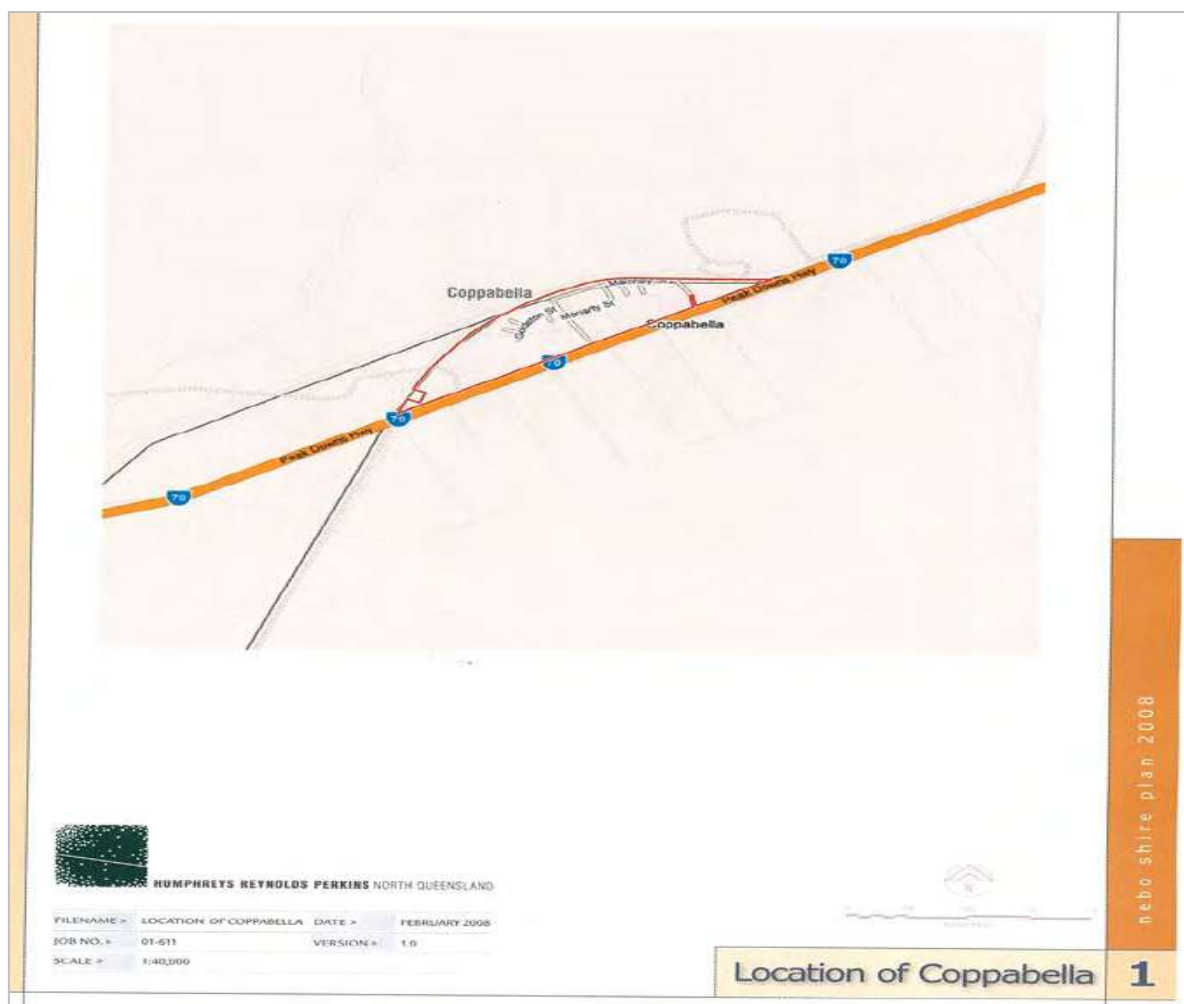 70
Peak Downs Hwy
Coppabella
Moriarty St
Coppabella
70
70
Peak Downs Hwy
70
nebo shire plan 2008
HUMPHREYS REYNOLDS PERKINS NORTH QUEENSLAND
N
FILENAME > LOCATION OF COPPABELLA DATE > FEBRUARY 2008
JOB NO. > 01-611 VERSION > 1.0
SCALE > 1:40,000
Location of Coppabella 1